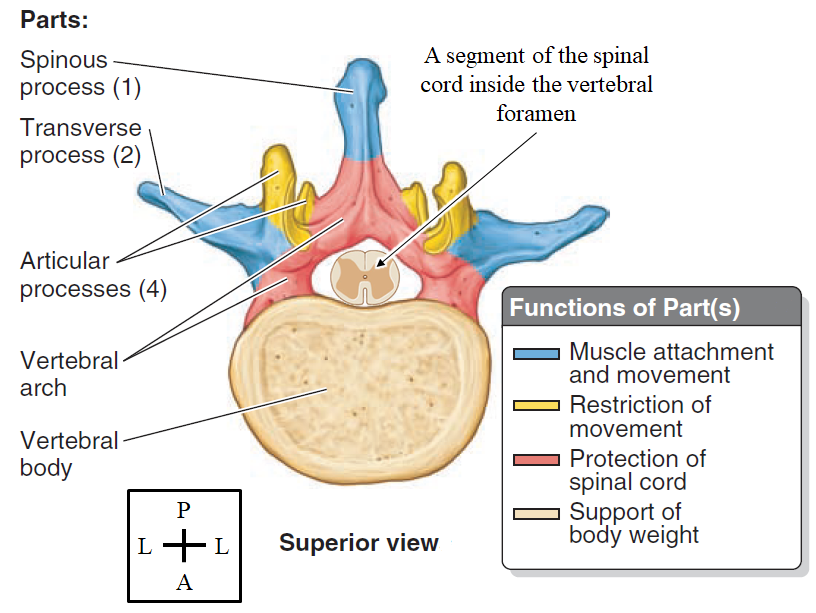 Parts:
Spinous
process (1)
A segment of the spinal
cord inside the vertebral
foramen
Transverse
process (2)
Articular
processes (4)
Vertebral
arch
Vertebral
body
Functions of Part(s)
Muscle attachment
and movement
Restriction of
movement
Protection of
spinal cord
Support of
body weight
P
L L
A
Superior view